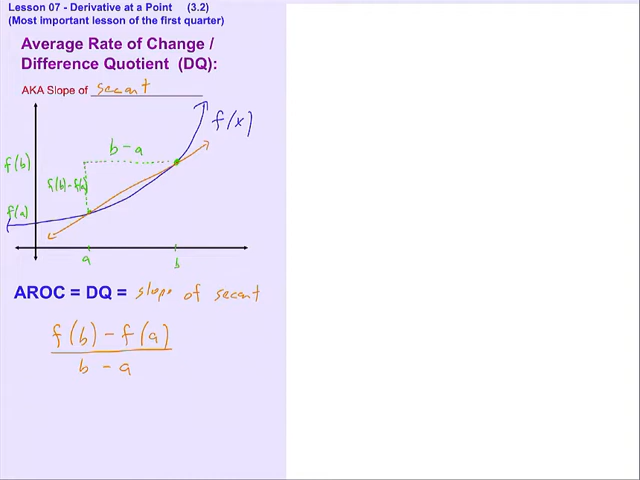 Lesson 07 - Derivative at a Point (3.2)
(Most important lesson of the first quarter)
Average Rate of Change /
Difference Quotient (DQ):
AKA Slope of secant
f(x)
b - a
f(b)
f(b) - f(a)
f(a)
a
b
AROC = DQ = slope of secant
f(b) - f(a)
b - a